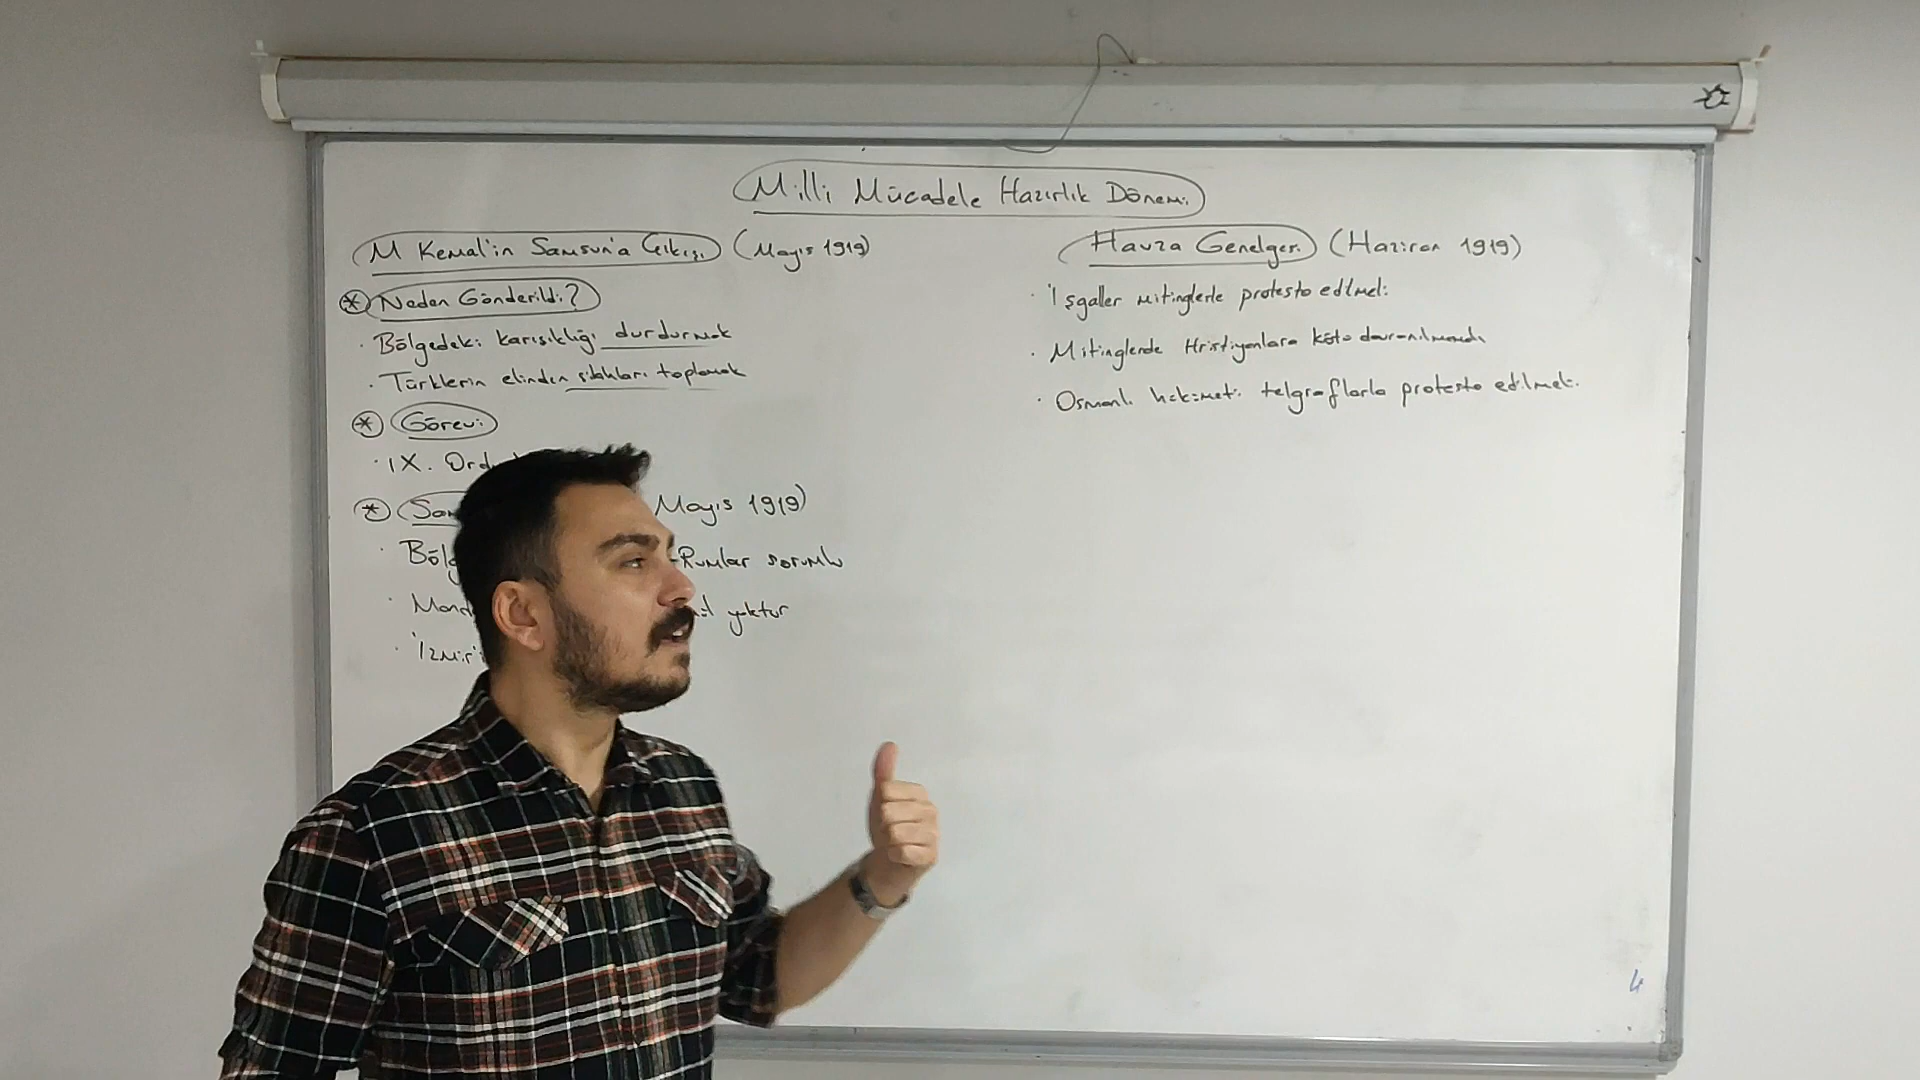 Milli Mücadele Hazırlık Dönemi
M Kemal'in Samsun'a Çıkışı (Mayıs 1919)
* Neden Gönderildi?
· Bölgedeki karışıklığı durdurmak
· Türklerin elinden silahları toplamak
* Görevi
· IX. Ord
* Sam Mayıs 1919)
· Bölg -Rumlar sorumlu
· Mond yoktur
· İzmir'i
Havza Genelgesi (Haziran 1919)
· İşgaller mitinglerle protesto edilmeli
· Mitinglerde Hristiyanlara kötü davranılmamalı
· Osmanlı hükümeti telgraflarla protesto edilmeli.
4